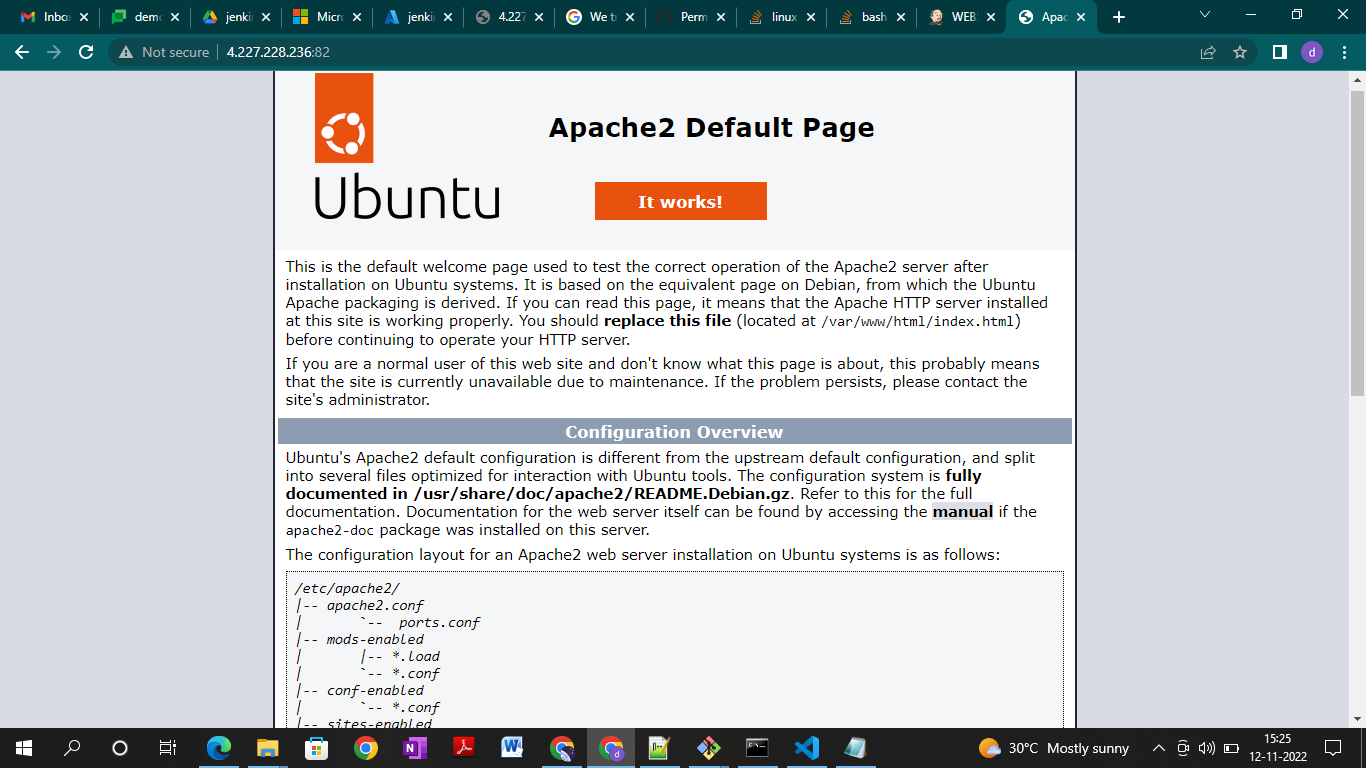 Inbo
demo
jenki
Micro
jenki
4.227
We tr
Perm
linux
bash
WEB
Apac
Not secure
4.227.228.236:82
d
Apache2 Default Page
Ubuntu
It works!
This is the default welcome page used to test the correct operation of the Apache2 server after
installation on Ubuntu systems. It is based on the equivalent page on Debian, from which the Ubuntu
Apache packaging is derived. If you can read this page, it means that the Apache HTTP server installed
at this site is working properly. You should replace this file (located at /var/www/html/index.html)
before continuing to operate your HTTP server.
If you are a normal user of this web site and don't know what this page is about, this probably means
that the site is currently unavailable due to maintenance. If the problem persists, please contact the
site's administrator.
Configuration Overview
Ubuntu's Apache2 default configuration is different from the upstream default configuration, and split
into several files optimized for interaction with Ubuntu tools. The configuration system is fully
documented in /usr/share/doc/apache2/README.Debian.gz. Refer to this for the full
documentation. Documentation for the web server itself can be found by accessing the manual if the
apache2-doc package was installed on this server.
The configuration layout for an Apache2 web server installation on Ubuntu systems is as follows:
/etc/apache2/
|-- apache2.conf
|       `--  ports.conf
|-- mods-enabled
|       |-- *.load
|       `-- *.conf
|-- conf-enabled
|       `-- *.conf
|-- sites-enabled
30°C Mostly sunny
15:25
12-11-2022